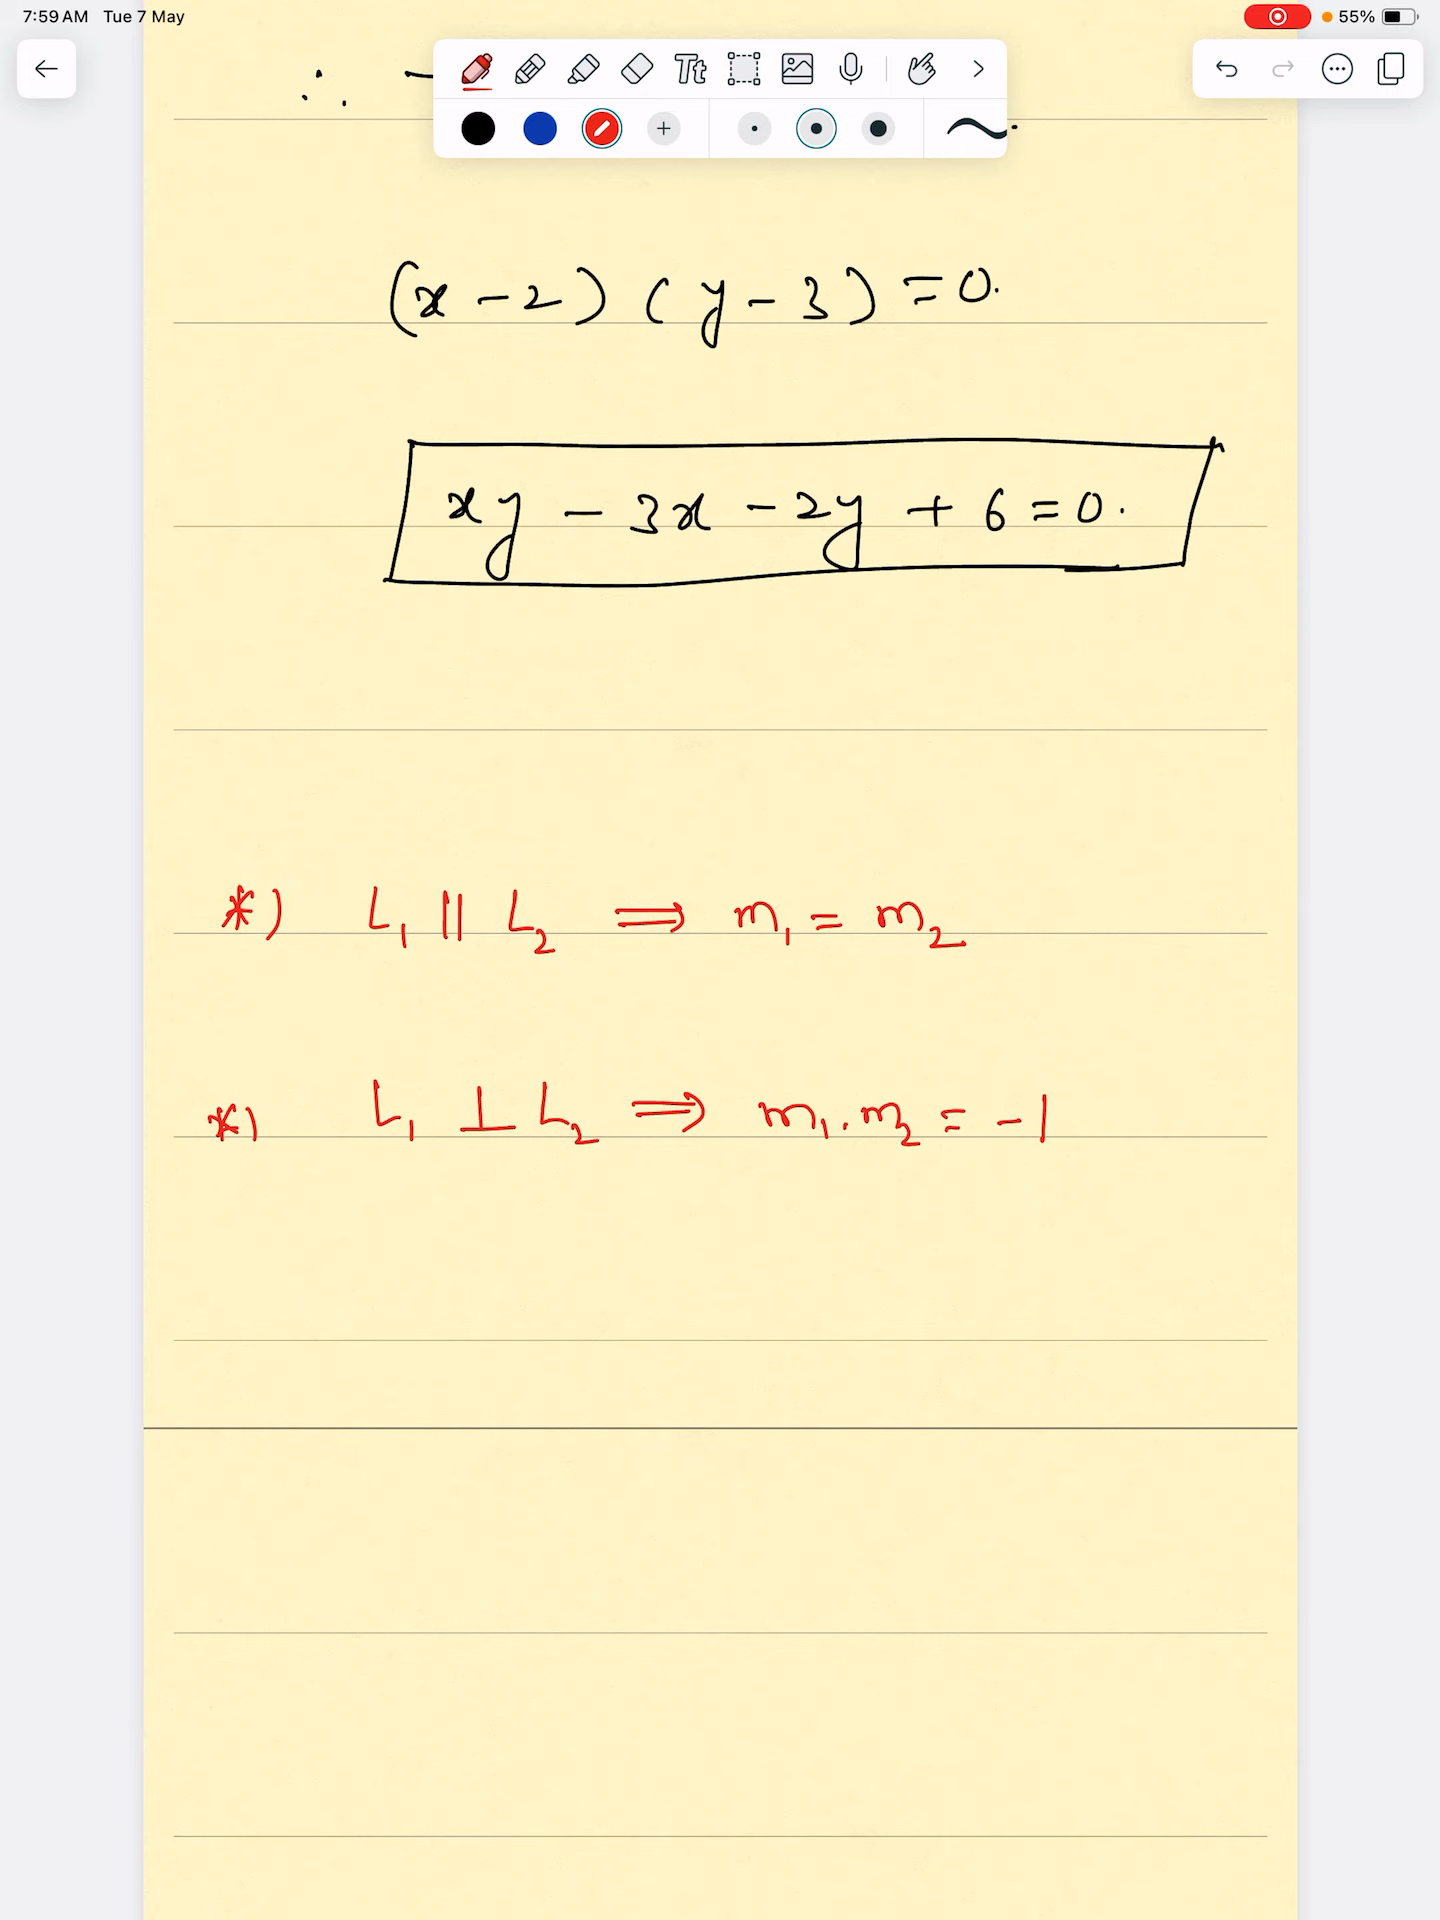 7:59 AM Tue 7 May
55%
Tt
∴ –
(x - 2) (y - 3) = 0.
xy - 3x - 2y + 6 = 0.
*) L₁ || L₂ ⟹ m₁ = m₂
*) L₁ ⊥ L₂ ⟹ m₁ . m₂ = -1